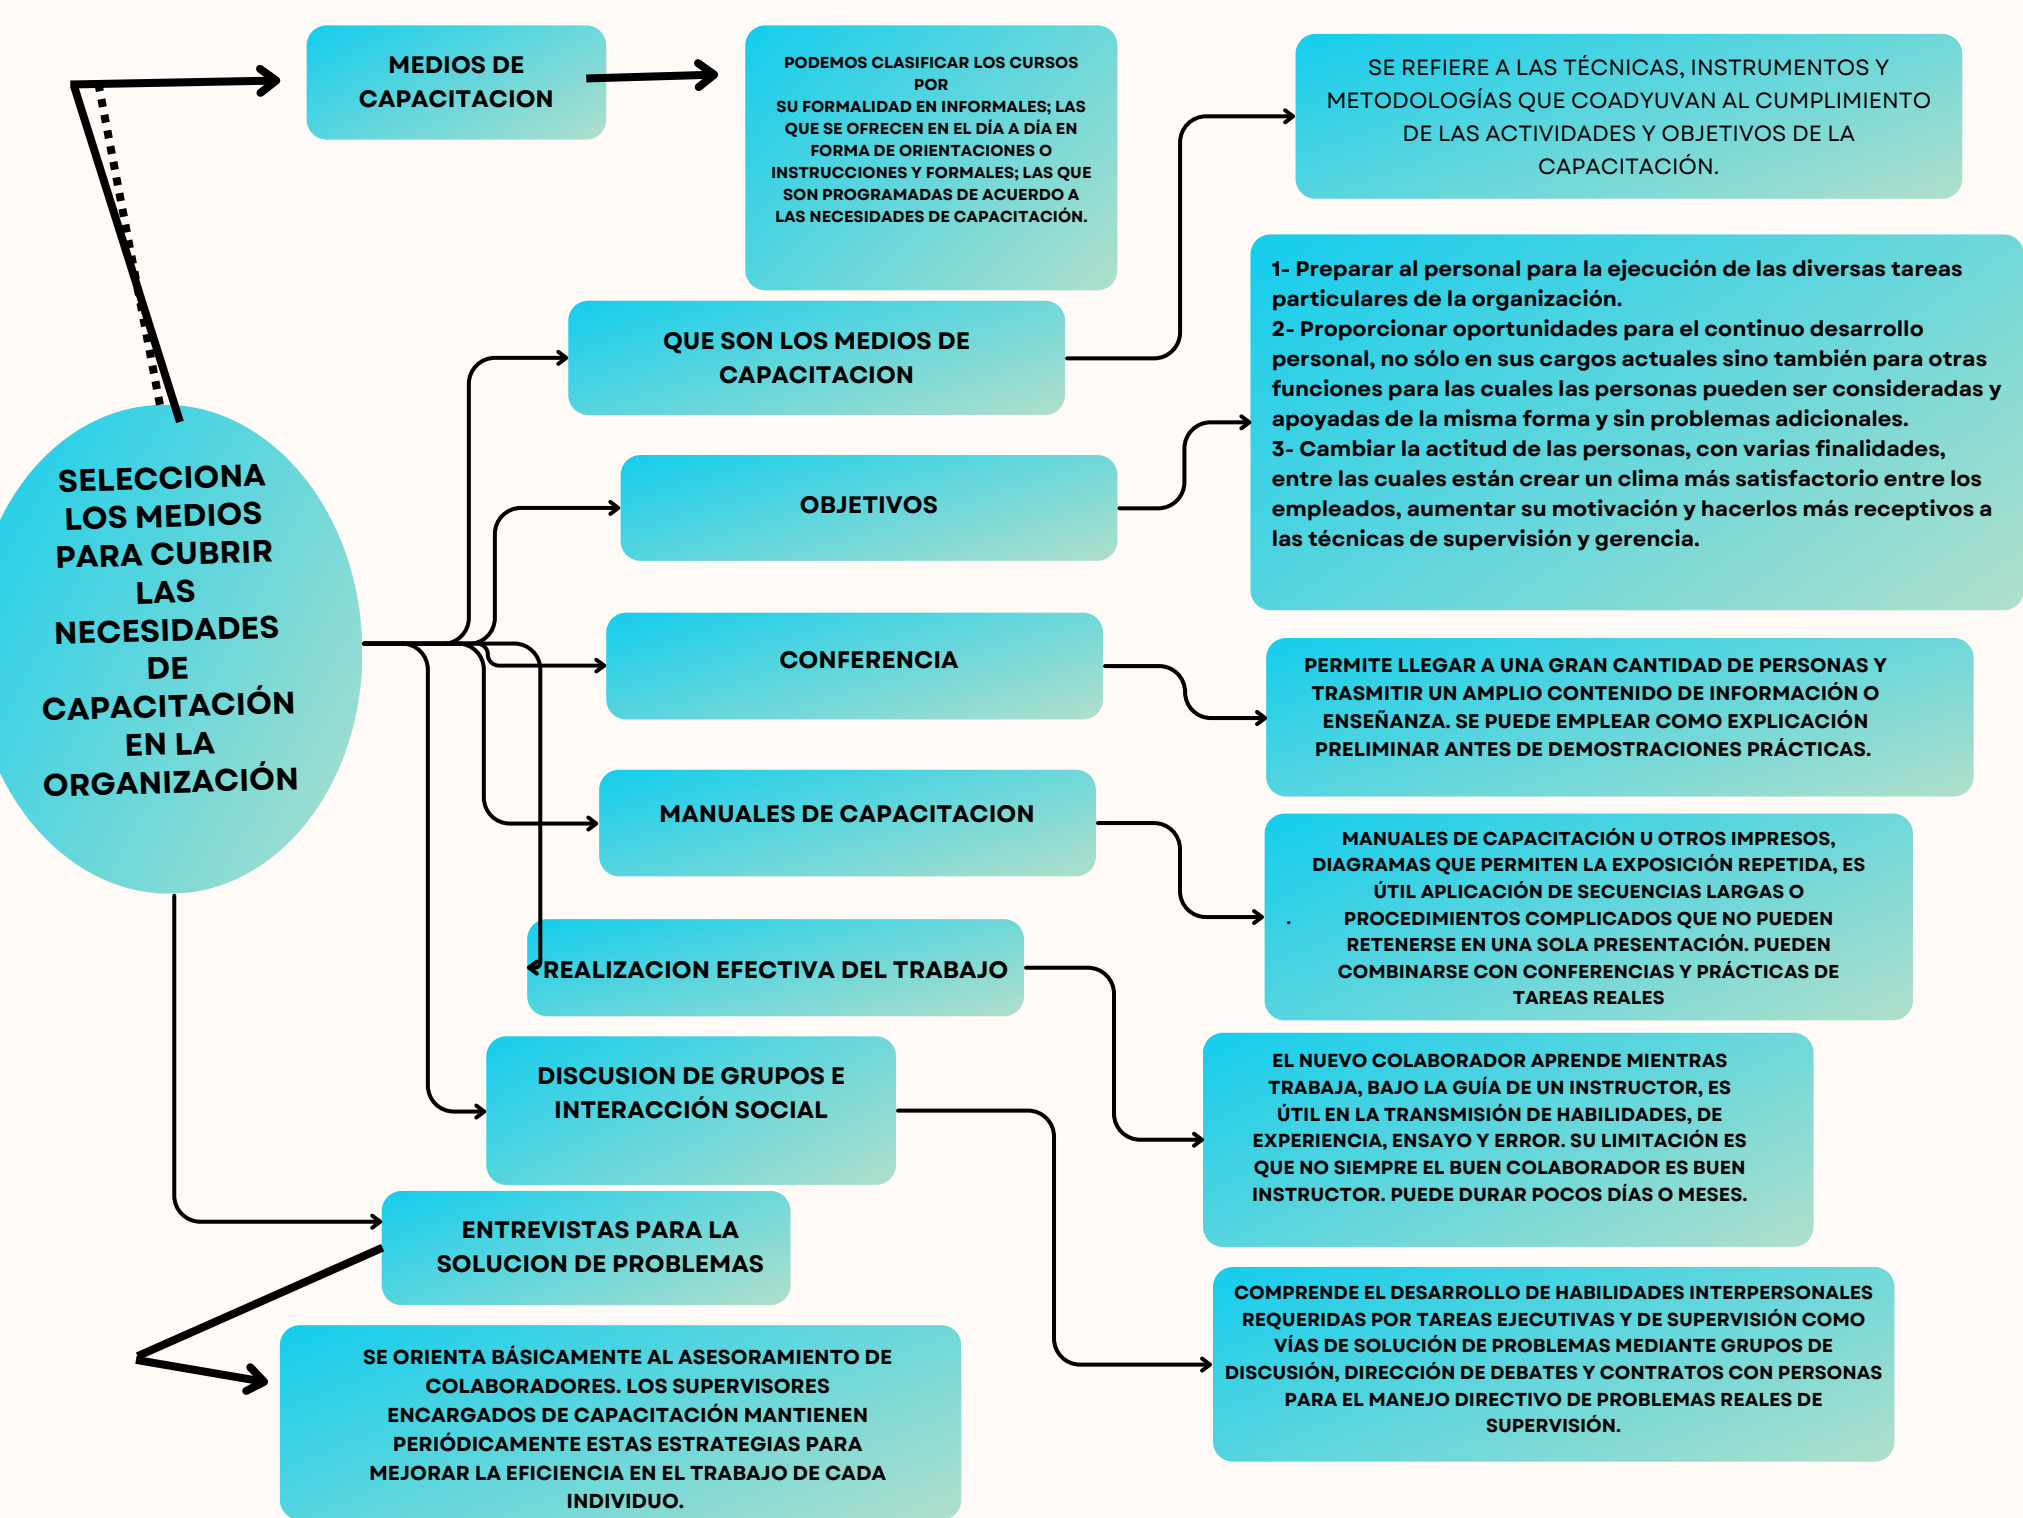 SELECCIONA
LOS MEDIOS
PARA CUBRIR
LAS
NECESIDADES
DE
CAPACITACIÓN
EN LA
ORGANIZACIÓN
MEDIOS DE
CAPACITACION
PODEMOS CLASIFICAR LOS CURSOS
POR
SU FORMALIDAD EN INFORMALES; LAS
QUE SE OFRECEN EN EL DÍA A DÍA EN
FORMA DE ORIENTACIONES O
INSTRUCCIONES Y FORMALES; LAS QUE
SON PROGRAMADAS DE ACUERDO A
LAS NECESIDADES DE CAPACITACIÓN.
QUE SON LOS MEDIOS DE
CAPACITACION
SE REFIERE A LAS TÉCNICAS, INSTRUMENTOS Y
METODOLOGÍAS QUE COADYUVAN AL CUMPLIMIENTO
DE LAS ACTIVIDADES Y OBJETIVOS DE LA
CAPACITACIÓN.
OBJETIVOS
1- Preparar al personal para la ejecución de las diversas tareas
particulares de la organización.
2- Proporcionar oportunidades para el continuo desarrollo
personal, no sólo en sus cargos actuales sino también para otras
funciones para las cuales las personas pueden ser consideradas y
apoyadas de la misma forma y sin problemas adicionales.
3- Cambiar la actitud de las personas, con varias finalidades,
entre las cuales están crear un clima más satisfactorio entre los
empleados, aumentar su motivación y hacerlos más receptivos a
las técnicas de supervisión y gerencia.
CONFERENCIA
PERMITE LLEGAR A UNA GRAN CANTIDAD DE PERSONAS Y
TRASMITIR UN AMPLIO CONTENIDO DE INFORMACIÓN O
ENSEÑANZA. SE PUEDE EMPLEAR COMO EXPLICACIÓN
PRELIMINAR ANTES DE DEMOSTRACIONES PRÁCTICAS.
MANUALES DE CAPACITACION
MANUALES DE CAPACITACIÓN U OTROS IMPRESOS,
DIAGRAMAS QUE PERMITEN LA EXPOSICIÓN REPETIDA, ES
ÚTIL APLICACIÓN DE SECUENCIAS LARGAS O
. PROCEDIMIENTOS COMPLICADOS QUE NO PUEDEN
RETENERSE EN UNA SOLA PRESENTACIÓN. PUEDEN
COMBINARSE CON CONFERENCIAS Y PRÁCTICAS DE
TAREAS REALES
REALIZACION EFECTIVA DEL TRABAJO
EL NUEVO COLABORADOR APRENDE MIENTRAS
TRABAJA, BAJO LA GUÍA DE UN INSTRUCTOR, ES
ÚTIL EN LA TRANSMISIÓN DE HABILIDADES, DE
EXPERIENCIA, ENSAYO Y ERROR. SU LIMITACIÓN ES
QUE NO SIEMPRE EL BUEN COLABORADOR ES BUEN
INSTRUCTOR. PUEDE DURAR POCOS DÍAS O MESES.
DISCUSION DE GRUPOS E
INTERACCIÓN SOCIAL
COMPRENDE EL DESARROLLO DE HABILIDADES INTERPERSONALES
REQUERIDAS POR TAREAS EJECUTIVAS Y DE SUPERVISIÓN COMO
VÍAS DE SOLUCIÓN DE PROBLEMAS MEDIANTE GRUPOS DE
DISCUSIÓN, DIRECCIÓN DE DEBATES Y CONTRATOS CON PERSONAS
PARA EL MANEJO DIRECTIVO DE PROBLEMAS REALES DE
SUPERVISIÓN.
ENTREVISTAS PARA LA
SOLUCION DE PROBLEMAS
SE ORIENTA BÁSICAMENTE AL ASESORAMIENTO DE
COLABORADORES. LOS SUPERVISORES
ENCARGADOS DE CAPACITACIÓN MANTIENEN
PERIÓDICAMENTE ESTAS ESTRATEGIAS PARA
MEJORAR LA EFICIENCIA EN EL TRABAJO DE CADA
INDIVIDUO.